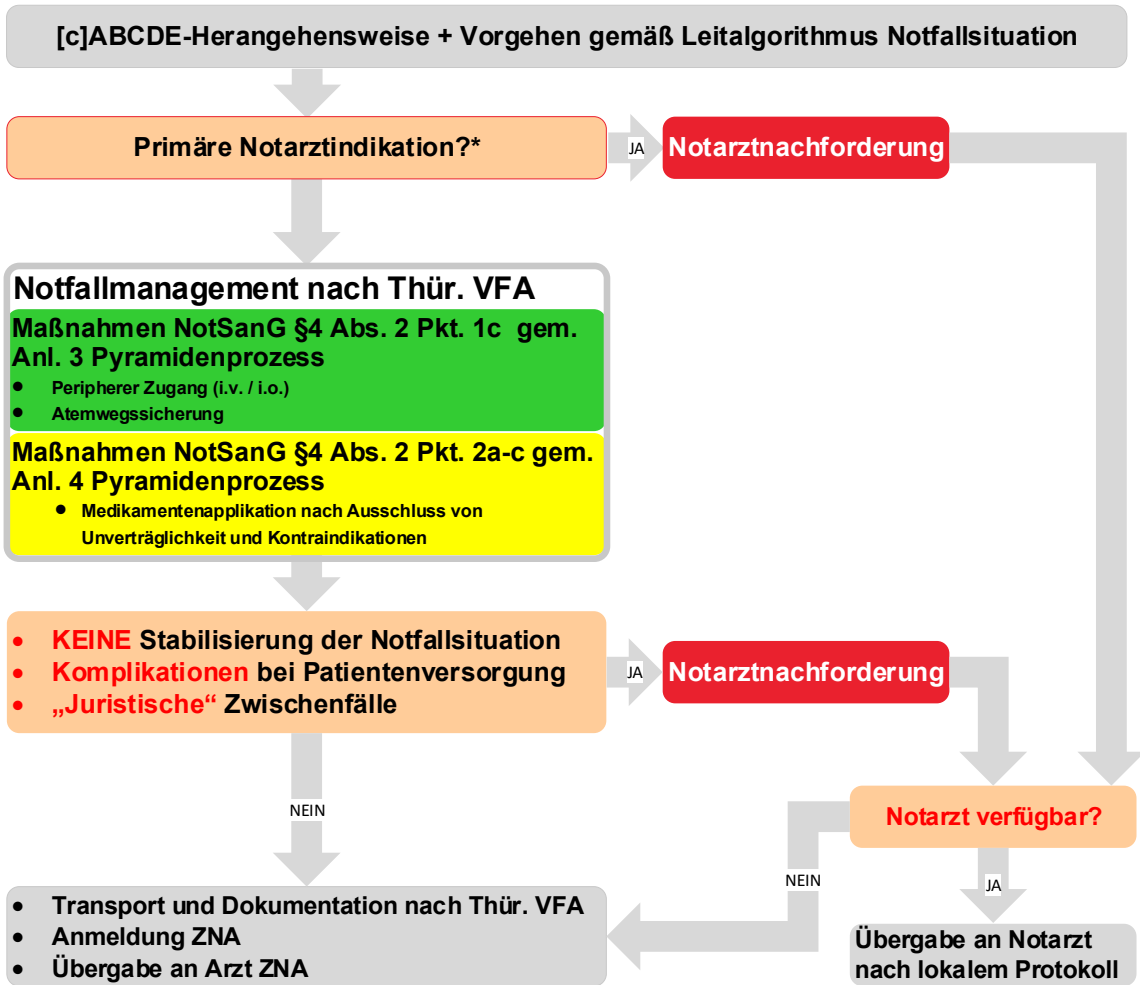 [c]ABCDE-Herangehensweise + Vorgehen gemäß Leitalgorithmus Notfallsituation
Primäre Notarztindikation?*
JA
Notarztnachforderung
Notfallmanagement nach Thür. VFA
Maßnahmen NotSanG §4 Abs. 2 Pkt. 1c gem.
Anl. 3 Pyramidenprozess
• Peripherer Zugang (i.v. / i.o.)
• Atemwegssicherung
Maßnahmen NotSanG §4 Abs. 2 Pkt. 2a-c gem.
Anl. 4 Pyramidenprozess
• Medikamentenapplikation nach Ausschluss von
Unverträglichkeit und Kontraindikationen
• KEINE Stabilisierung der Notfallsituation
• Komplikationen bei Patientenversorgung
• „Juristische“ Zwischenfälle
JA
Notarztnachforderung
NEIN
Notarzt verfügbar?
NEIN
JA
• Transport und Dokumentation nach Thür. VFA
• Anmeldung ZNA
• Übergabe an Arzt ZNA
Übergabe an Notarzt
nach lokalem Protokoll